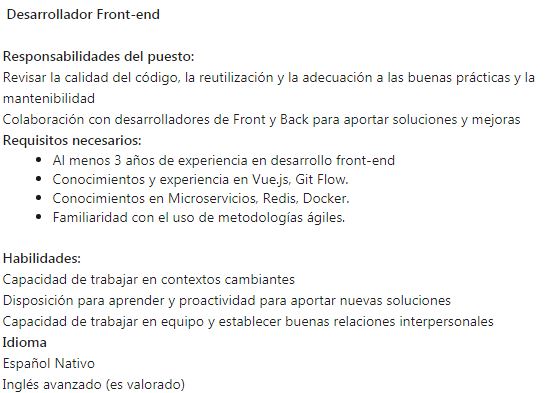 Desarrollador Front-end
Responsabilidades del puesto:
Revisar la calidad del código, la reutilización y la adecuación a las buenas prácticas y la
mantenibilidad
Colaboración con desarrolladores de Front y Back para aportar soluciones y mejoras
Requisitos necesarios:
• Al menos 3 años de experiencia en desarrollo front-end
• Conocimientos y experiencia en Vue.js, Git Flow.
• Conocimientos en Microservicios, Redis, Docker.
• Familiaridad con el uso de metodologías ágiles.
Habilidades:
Capacidad de trabajar en contextos cambiantes
Disposición para aprender y proactividad para aportar nuevas soluciones
Capacidad de trabajar en equipo y establecer buenas relaciones interpersonales
Idioma
Español Nativo
Inglés avanzado (es valorado)